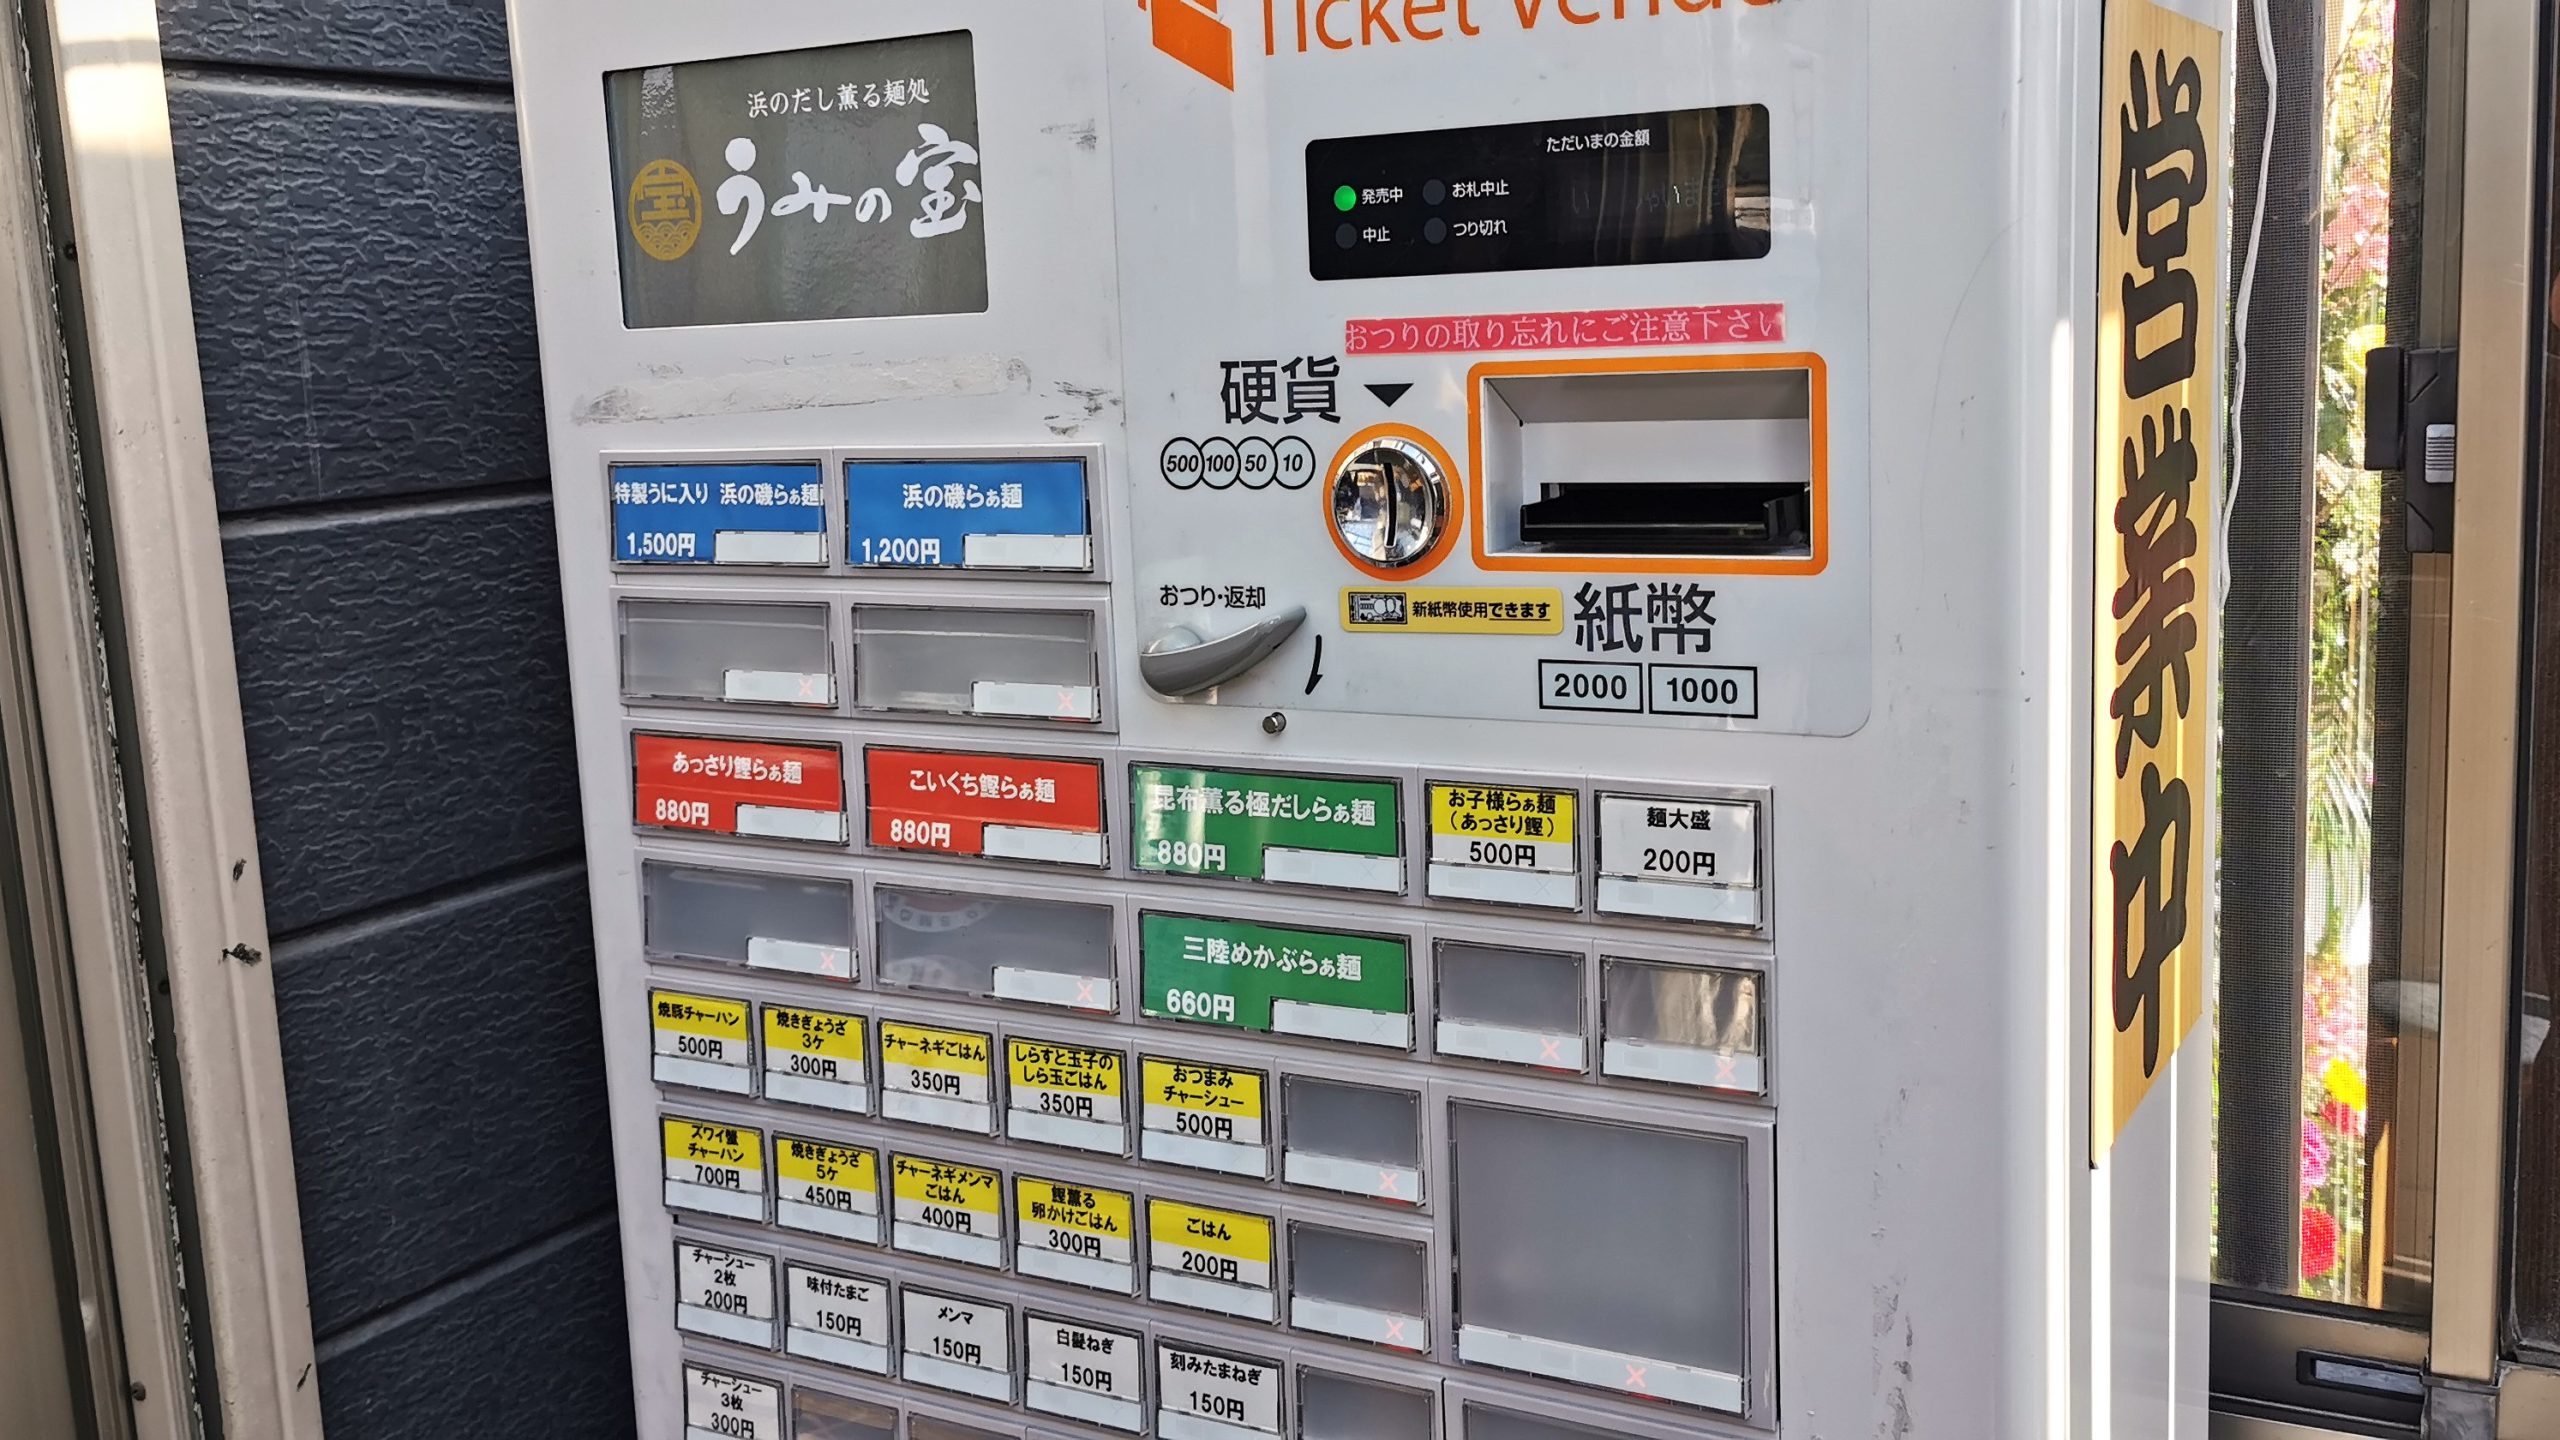 Ticket
浜のだし薫る麺処
うみの宝
宝
ただいまの金額
発売中
お札中止
中止
つり切れ
おつりの取り忘れにご注意下さい
硬貨
500 100 50 10
おつり・返却
新紙幣使用できます
紙幣
2000 1000
営業中
特製うに入り 浜の磯らぁ麺
1,500円
浜の磯らぁ麺
1,200円
あっさり鰹らぁ麺
880円
こいくち鰹らぁ麺
880円
昆布薫る極だしらぁ麺
880円
お子様らぁ麺
(あっさり鰹)
500円
麺大盛
200円
三陸めかぶらぁ麺
660円
焼豚チャーハン
500円
焼きぎょうざ
3ケ
300円
チャーネギごはん
350円
しらすと玉子の
しら玉ごはん
350円
おつまみ
チャーシュー
500円
ズワイ蟹
チャーハン
700円
焼きぎょうざ
5ケ
450円
チャーネギメンマ
ごはん
400円
鰹薫る
卵かけごはん
300円
ごはん
200円
チャーシュー
2枚
200円
味付たまご
150円
メンマ
150円
白髪ねぎ
150円
刻みたまねぎ
150円
チャーシュー
3枚
300円